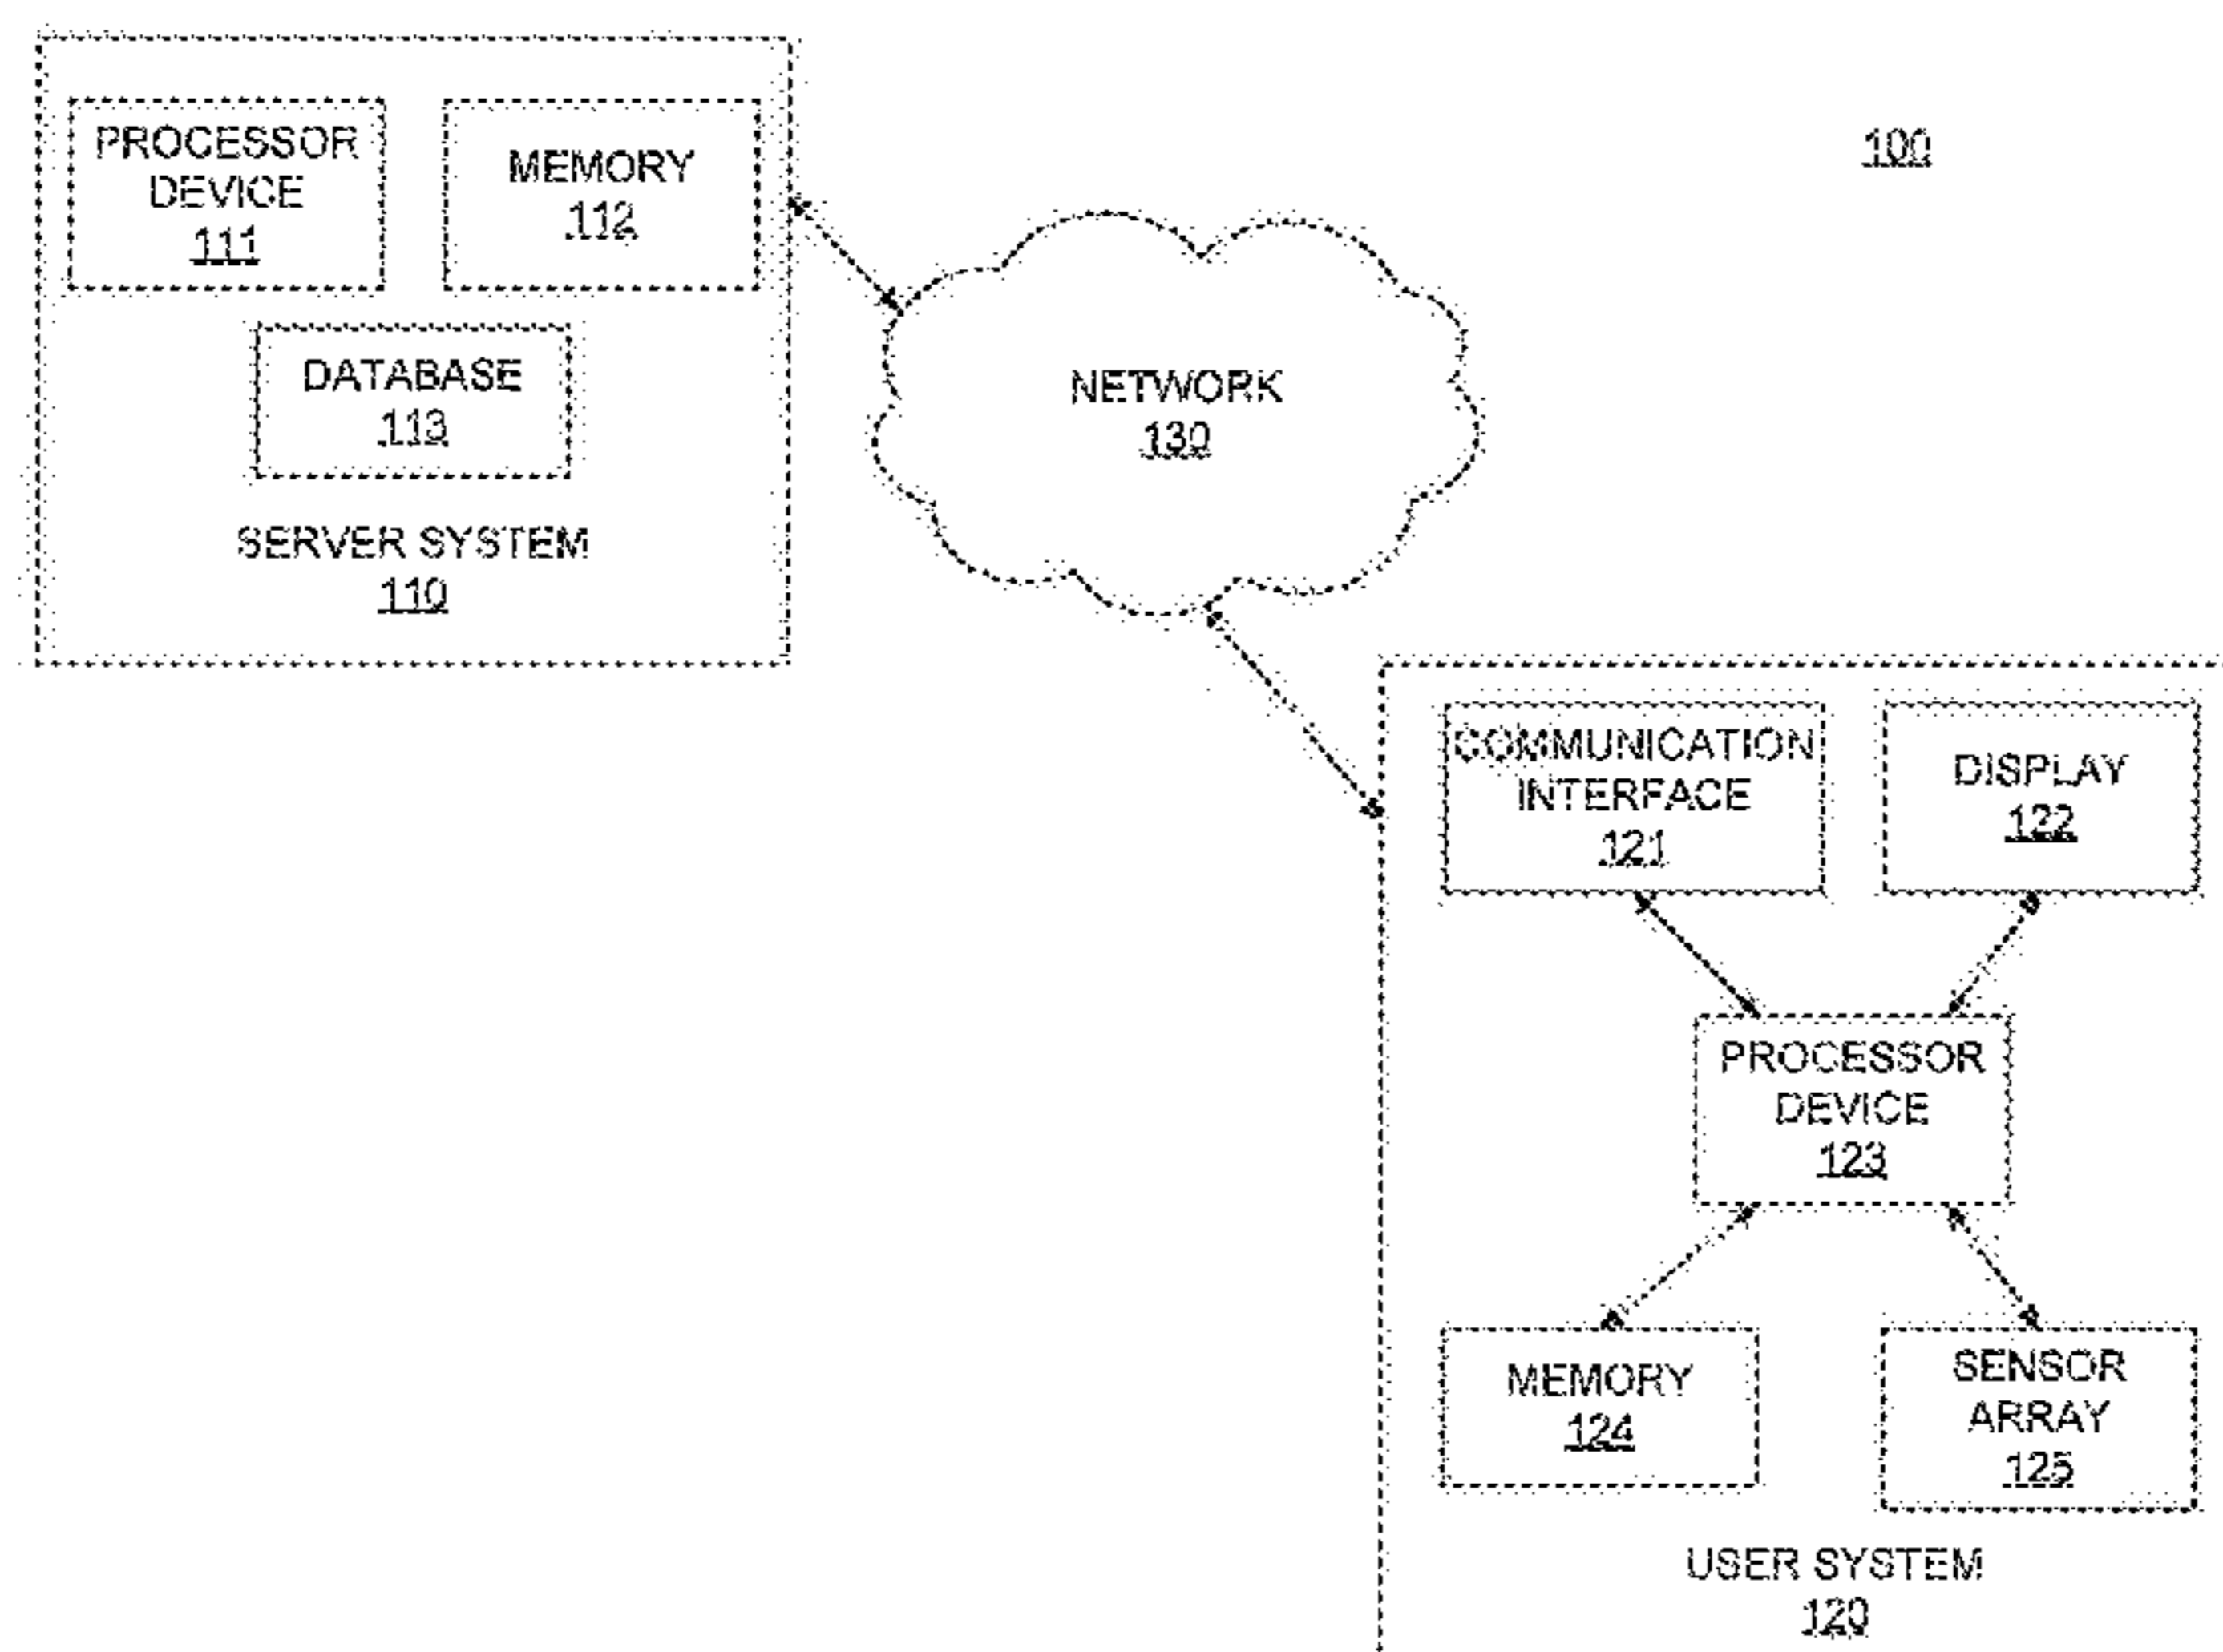 PROCESSOR
DEVICE
111
MEMORY
112
DATABASE
113
SERVER SYSTEM
110
NETWORK
130
100
COMMUNICATION
INTERFACE
121
DISPLAY
122
PROCESSOR
DEVICE
123
MEMORY
124
SENSOR
ARRAY
125
USER SYSTEM
120